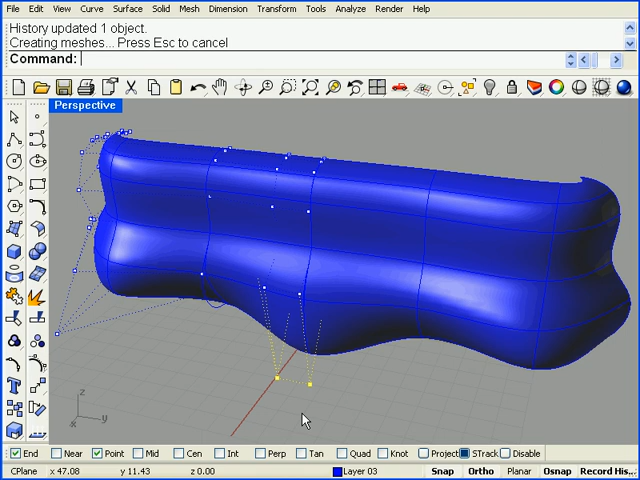 File Edit View Curve Surface Solid Mesh Dimension Transform Tools Analyze Render Help
History updated 1 object.
Creating meshes... Press Esc to cancel
Command:
Perspective
z
x
y
End Near Point Mid Cen Int Perp Tan Quad Knot Project STrack Disable
CPlane x 47.08 y 11.43 z 0.00 Layer 03 Snap Ortho Planar Osnap Record His...